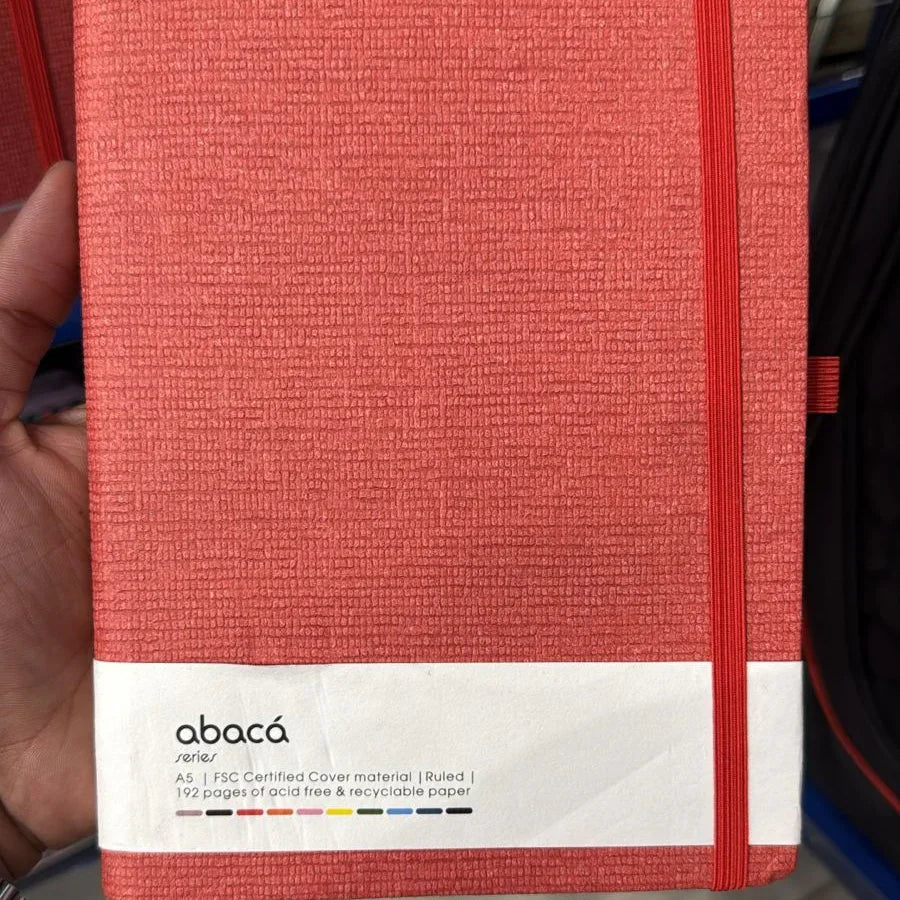 abacá
series
A5 | FSC Certified Cover material | Ruled |
192 pages of acid free & recyclable paper